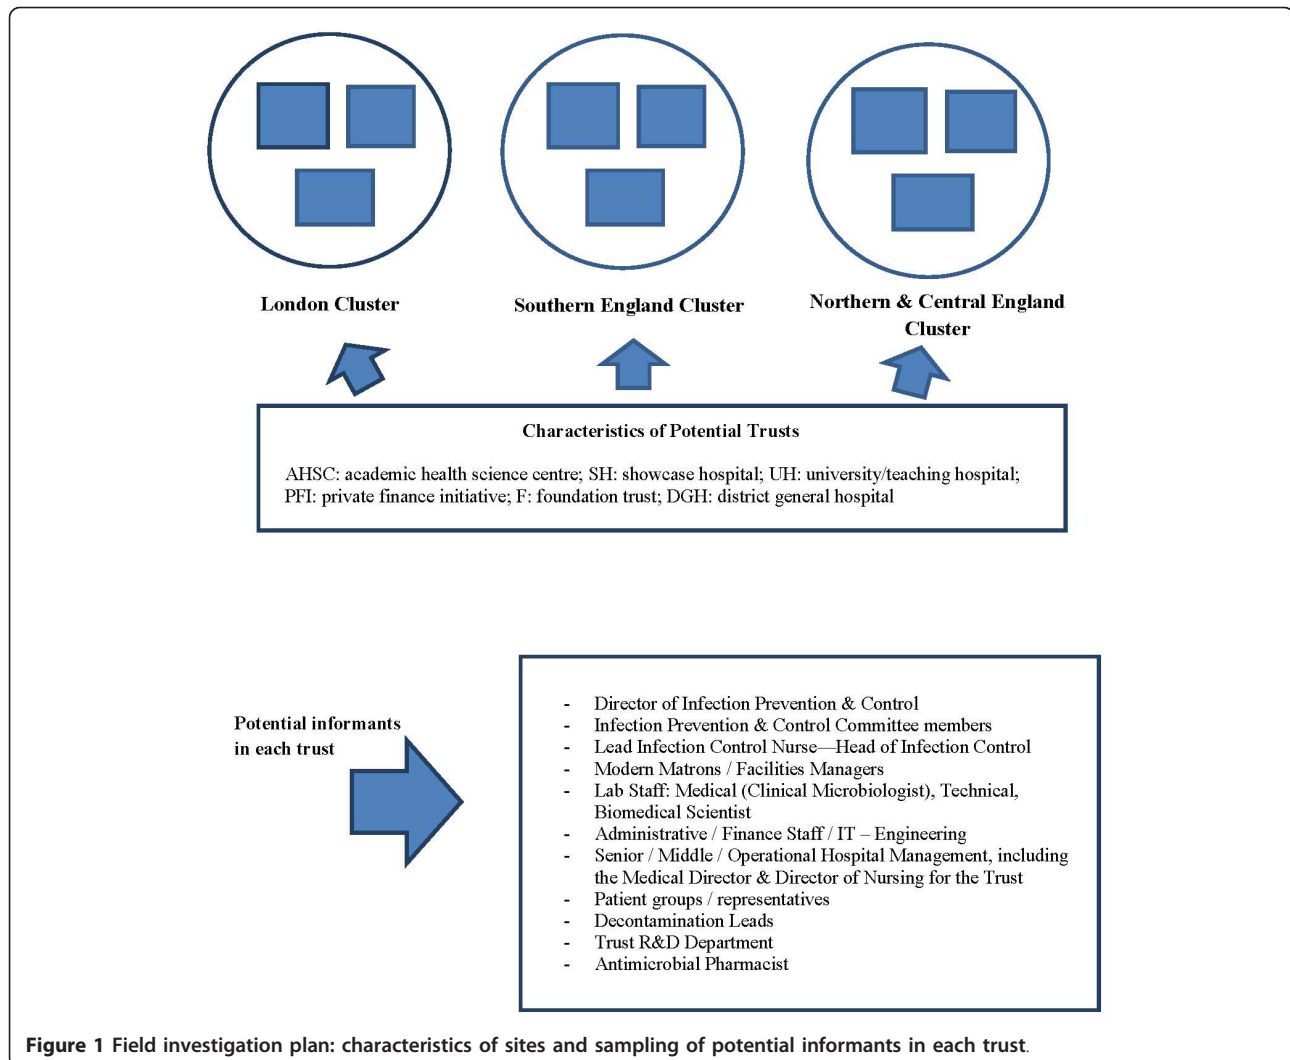 London Cluster
Southern England Cluster
Northern & Central England
Cluster
Characteristics of Potential Trusts
AHSC: academic health science centre; SH: showcase hospital; UH: university/teaching hospital;
PFI: private finance initiative; F: foundation trust; DGH: district general hospital
Potential informants
in each trust
- Director of Infection Prevention & Control
- Infection Prevention & Control Committee members
- Lead Infection Control Nurse—Head of Infection Control
- Modern Matrons / Facilities Managers
- Lab Staff: Medical (Clinical Microbiologist), Technical,
Biomedical Scientist
- Administrative / Finance Staff / IT – Engineering
- Senior / Middle / Operational Hospital Management, including
the Medical Director & Director of Nursing for the Trust
- Patient groups / representatives
- Decontamination Leads
- Trust R&D Department
- Antimicrobial Pharmacist
Figure 1 Field investigation plan: characteristics of sites and sampling of potential informants in each trust.